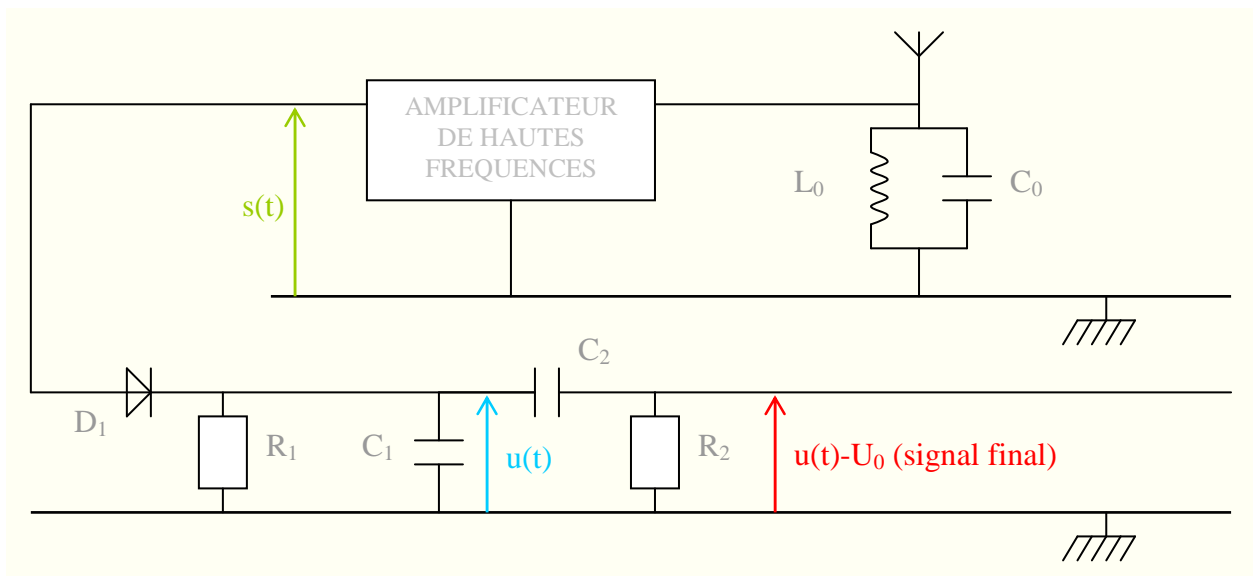 AMPLIFICATEUR
DE HAUTES
FREQUENCES
s(t)
L₀
C₀
C₂
D₁
R₁
C₁
u(t)
R₂
u(t)-U₀ (signal final)